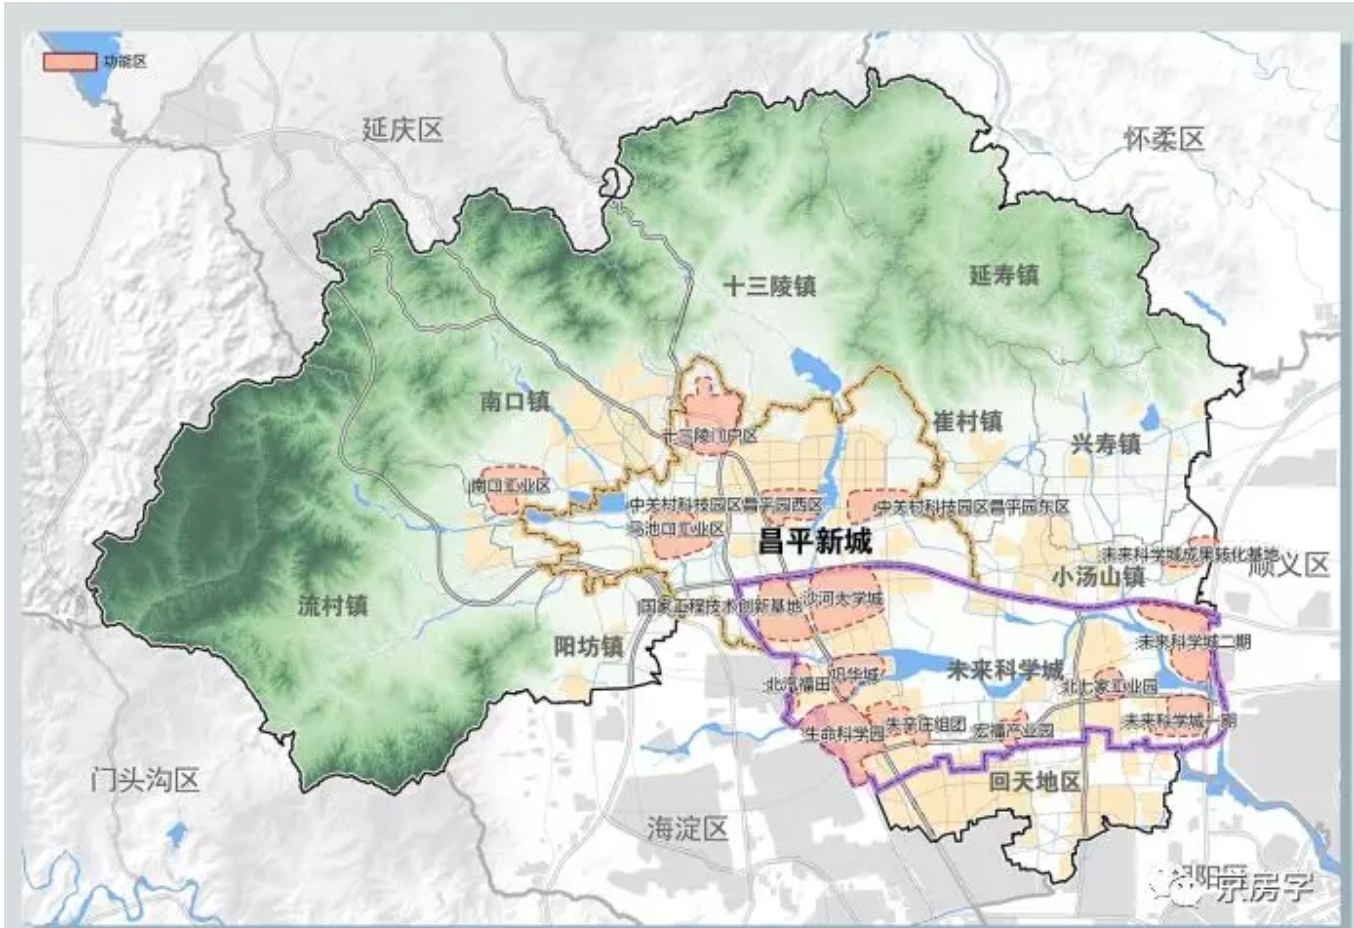 功能区
延庆区
怀柔区
十三陵镇
延寿镇
南口镇
崔村镇
十三陵门户区
兴寿镇
南口工业区
中关村科技园区昌平园西区
中关村科技园区昌平园东区
马池口工业区
昌平新城
未来科学城成果转化基地
顺义区
小汤山镇
流村镇
国家工程技术创新基地
沙河大学城
阳坊镇
未来科学城二期
未来科学城
北汽福田
巩华城
北七家工业园
生命科学园
朱辛庄组团
宏福产业园
未来科学城一期
门头沟区
回天地区
海淀区
京房字